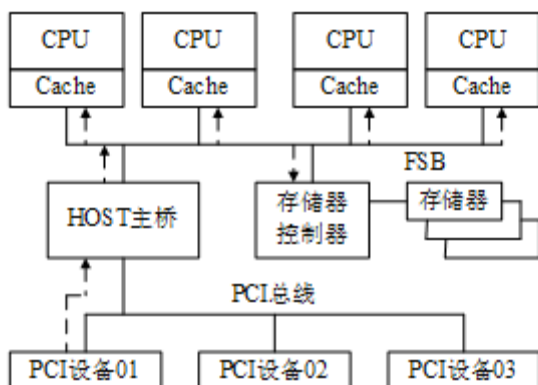 CPU CPU CPU CPU
Cache Cache Cache Cache
FSB
HOST主桥
存储器
控制器
存储器
PCI总线
PCI设备01 PCI设备02 PCI设备03